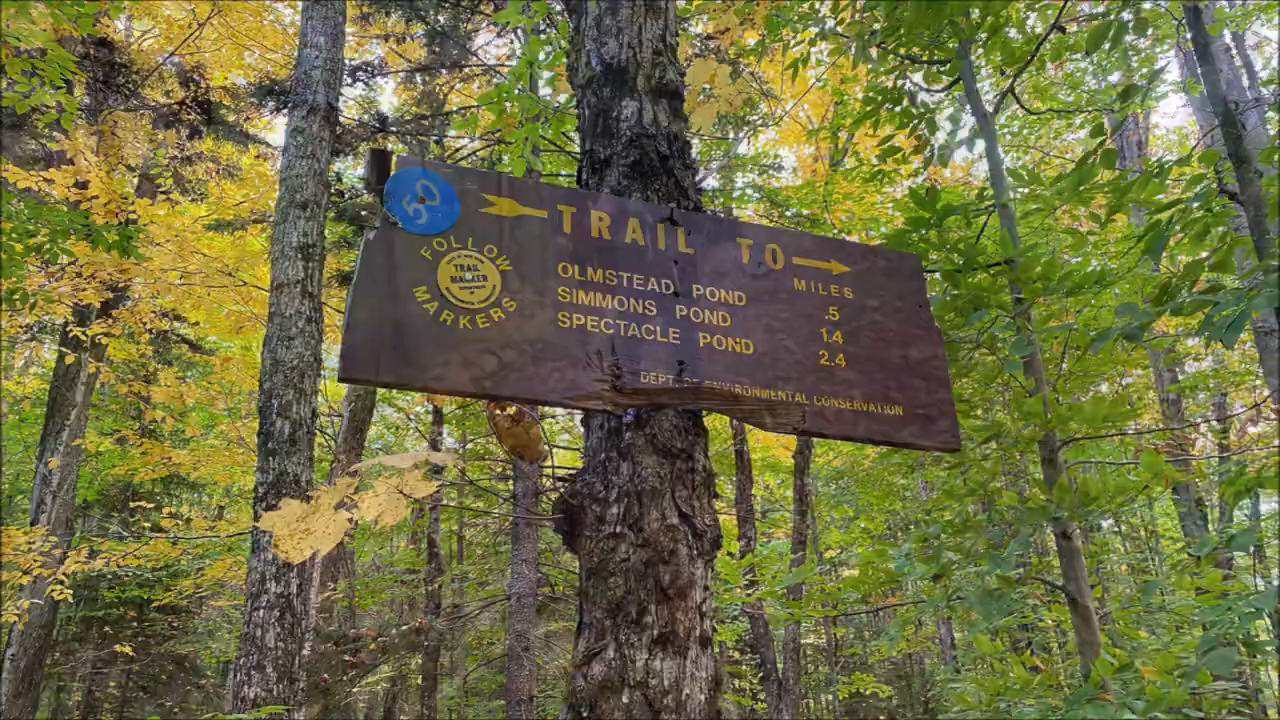 50
TRAIL TO
FOLLOW
TRAIL
MARKER
MARKERS
MILES
OLMSTEAD POND .5
SIMMONS POND 1.4
SPECTACLE POND 2.4
DEPT OF ENVIRONMENTAL CONSERVATION